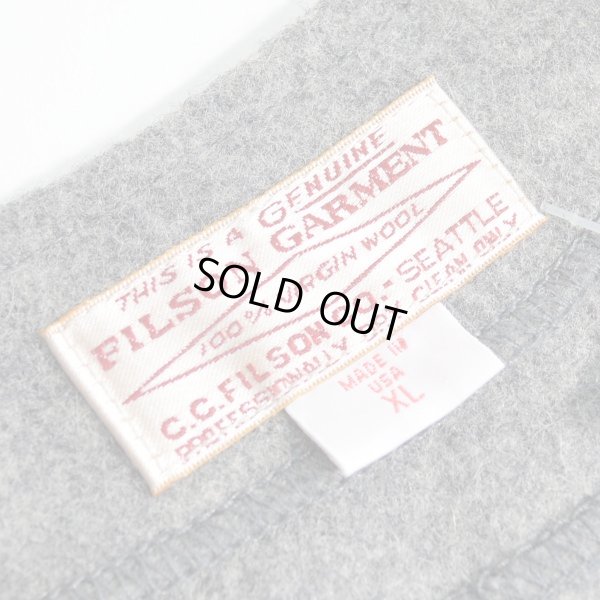 THIS IS A GENUINE
FILSON GARMENT
100% VIRGIN WOOL
C.C. FILSON CO.- SEATTLE
PROFESSIONALLY DRY CLEAN ONLY
SOLD OUT
MADE IN
USA
XL